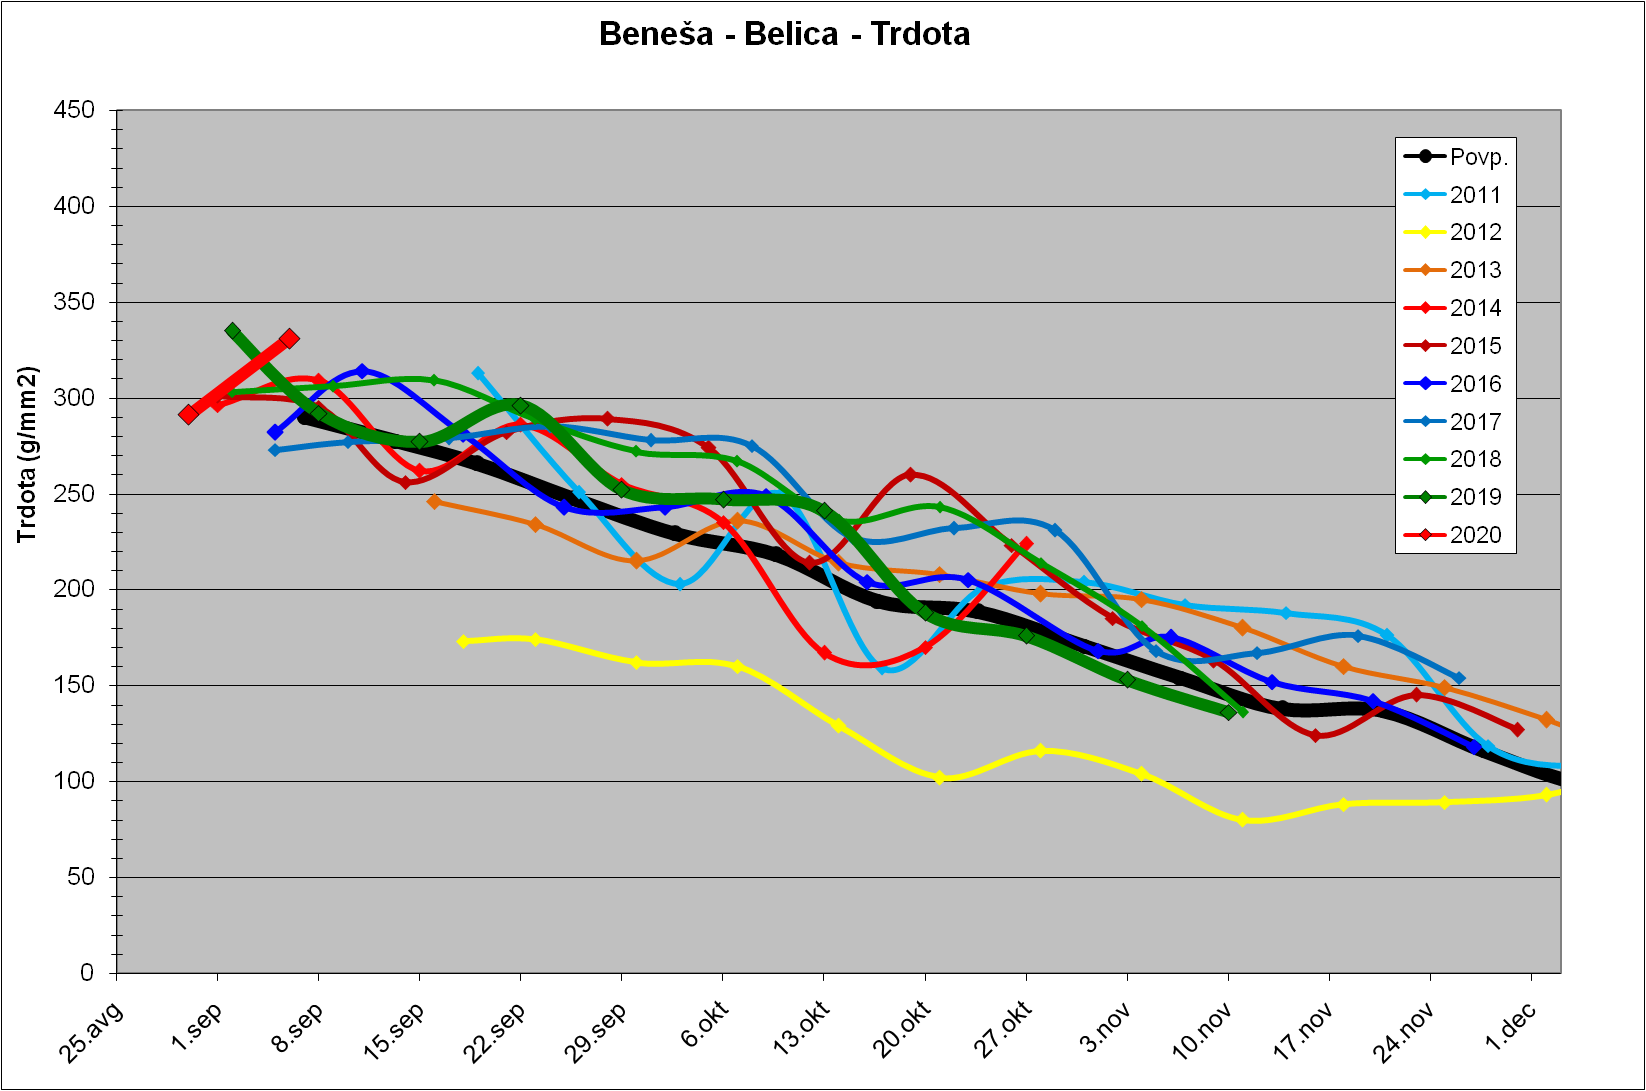 Beneša - Belica - Trdota
Trdota (g/mm2)
450
400
350
300
250
200
150
100
50
0
25.avg
1.sep
8.sep
15.sep
22.sep
29.sep
6.okt
13.okt
20.okt
27.okt
3.nov
10.nov
17.nov
24.nov
1.dec
Povp.
2011
2012
2013
2014
2015
2016
2017
2018
2019
2020